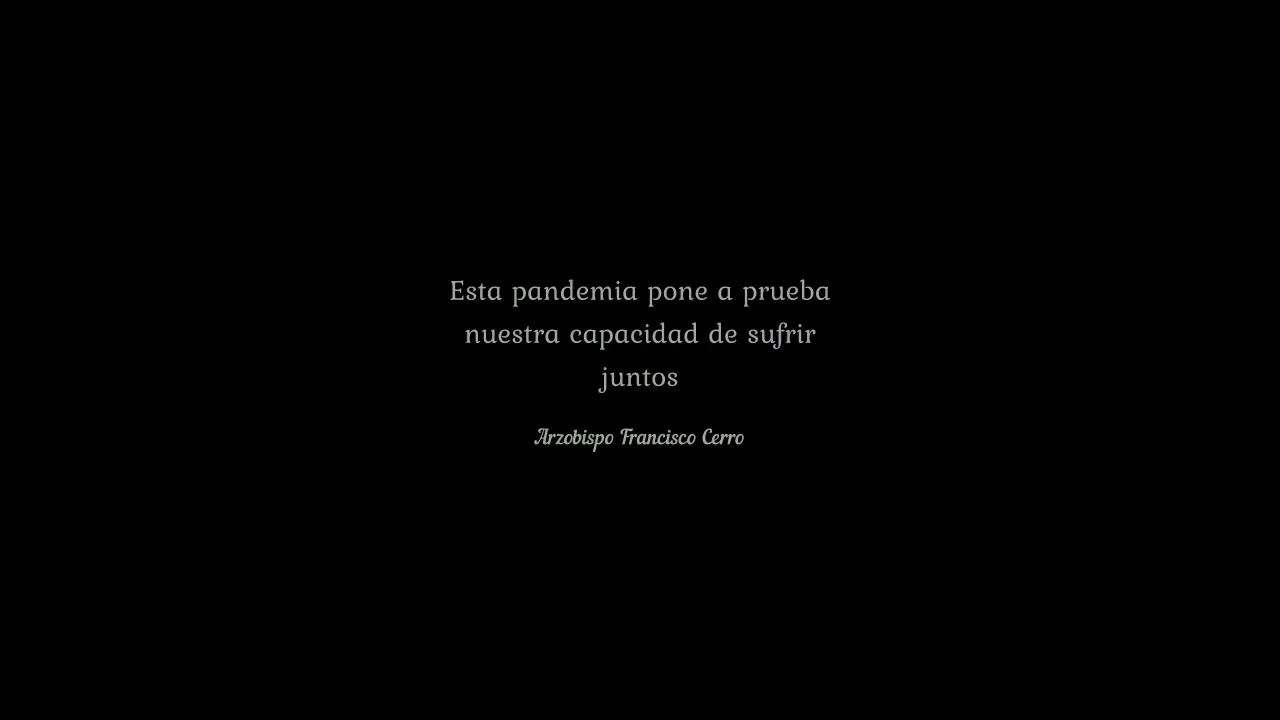 Esta pandemia pone a prueba
nuestra capacidad de sufrir
juntos
Arzobispo Francisco Cerro